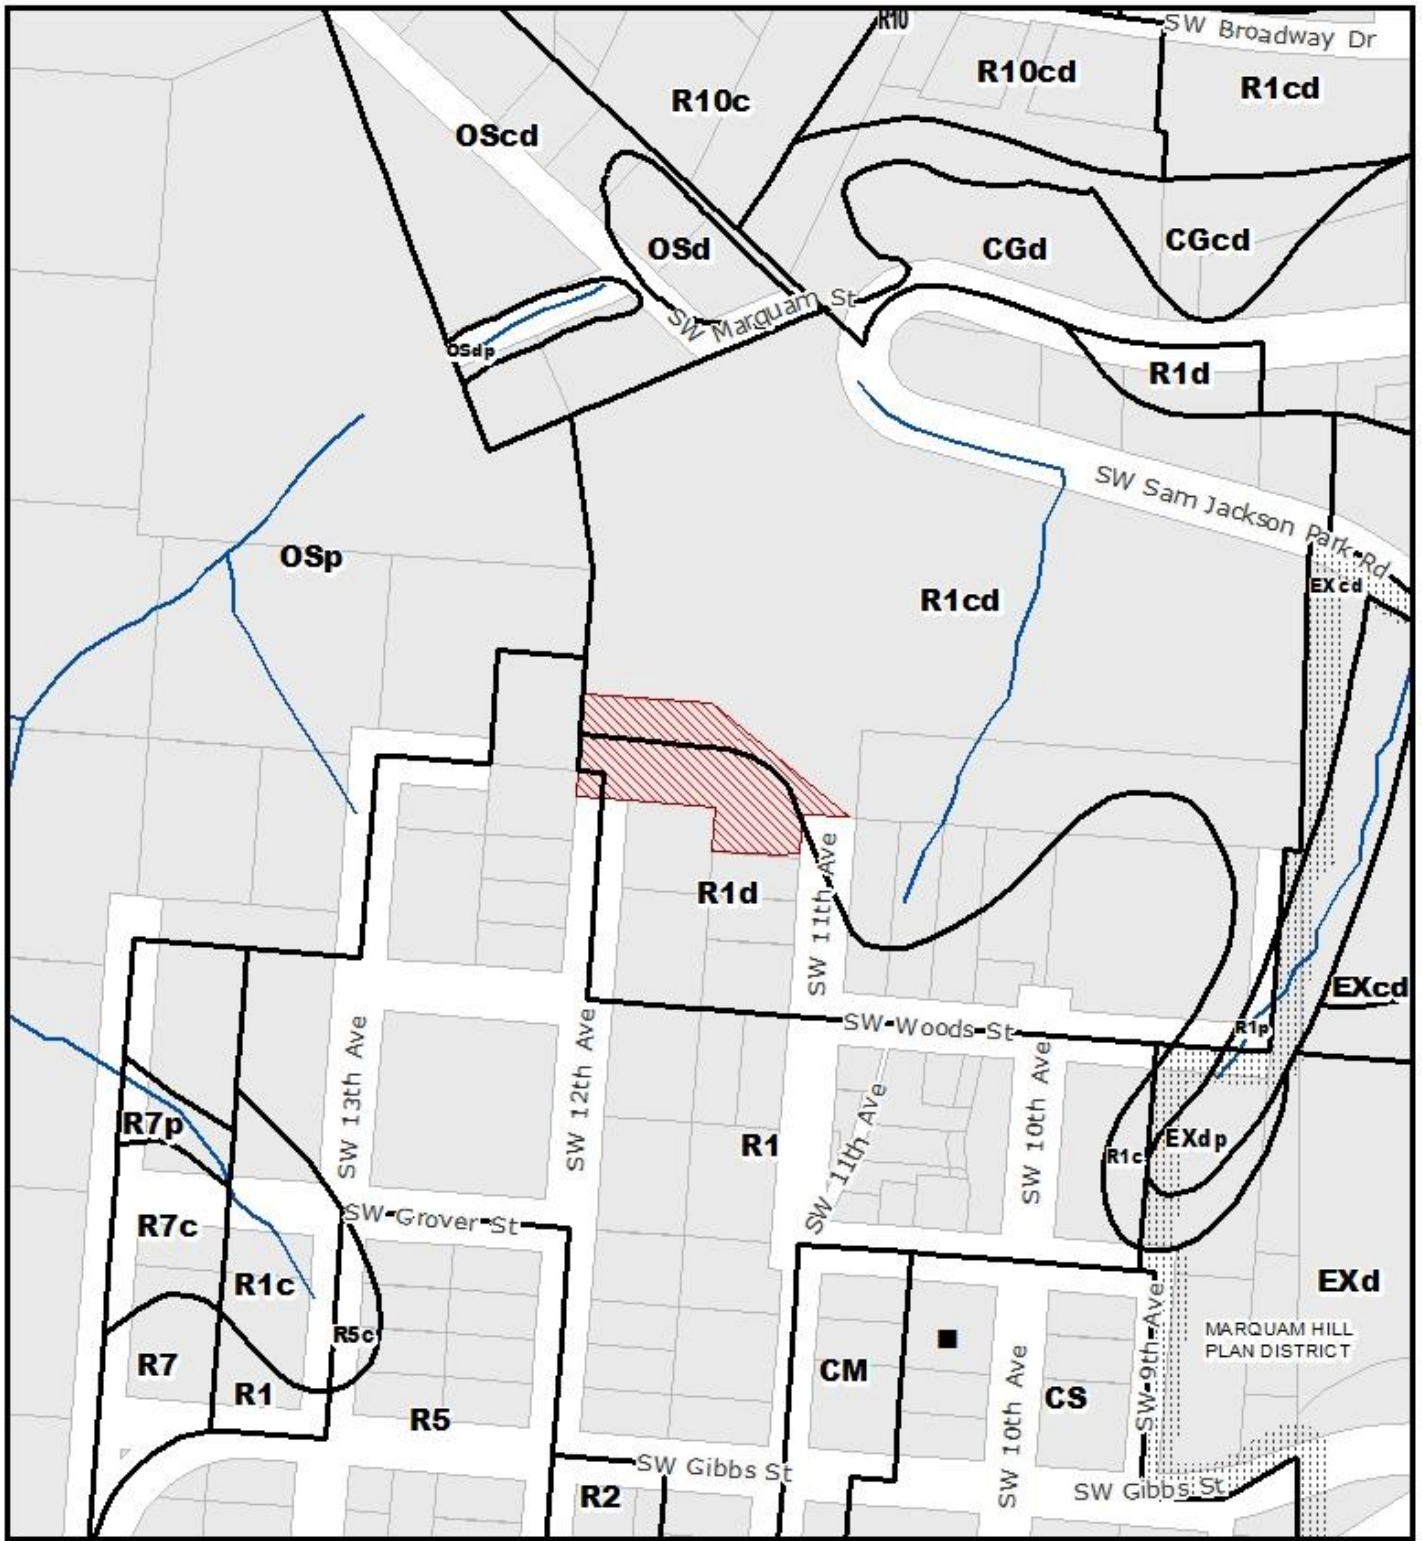 R10
SW Broadway Dr
R10cd
R1cd
R10c
OScd
OSd
CGd
CGcd
SW Marquam St
OSdp
R1d
SW Sam Jackson Park Rd
OSp
EXcd
R1cd
R1d
SW 11th Ave
EXcd
SW Woods St
R1p
SW 13th Ave
SW 12th Ave
SW 11th Ave
SW 10th Ave
R7p
R1
R1c
EXdp
R7c
SW Grover St
R1c
EXd
R5c
MARQUAM HILL
PLAN DISTRICT
R7
R1
CM
SW 10th Ave
CS
SW 9th Ave
R5
SW Gibbs St
R2
SW Gibbs St